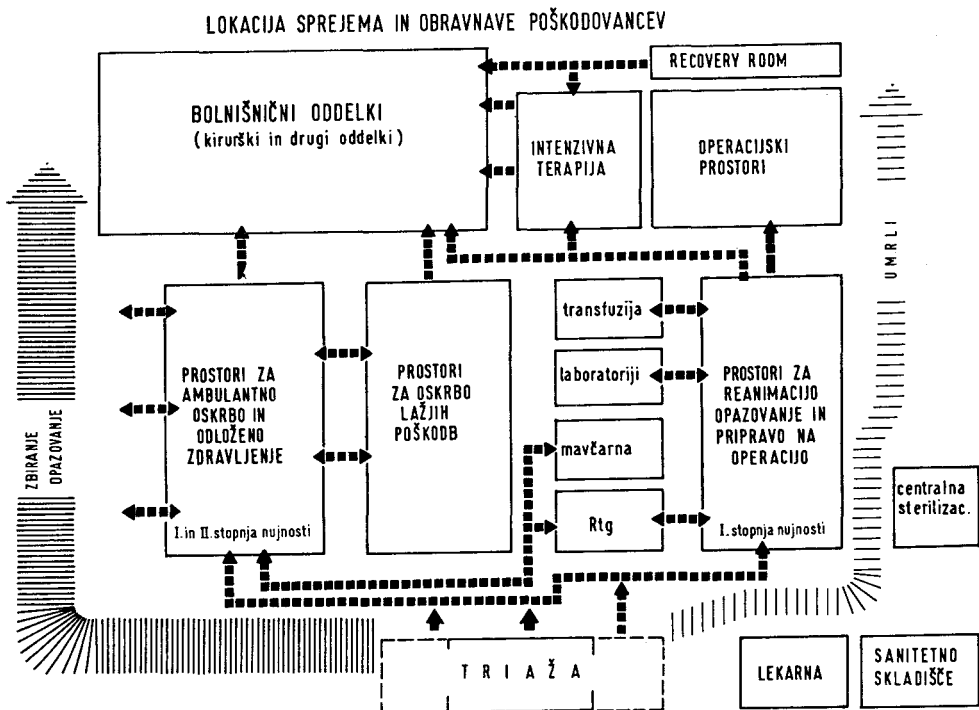 LOKACIJA SPREJEMA IN OBRAVNAVE POŠKODOVANCEV
RECOVERY ROOM
BOLNIŠNIČNI ODDELKI
(kirurški in drugi oddelki)
INTENZIVNA
TERAPIJA
OPERACIJSKI
PROSTORI
UMRLI
transfuzija
laboratoriji
mavčarna
Rtg
PROSTORI ZA
AMBULANTNO
OSKRBO IN
ODLOŽENO
ZDRAVLJENJE
I. in II. stopnja nujnosti
PROSTORI
ZA OSKRBO
LAŽJIH
POŠKODB
PROSTORI ZA
REANIMACIJO
OPAZOVANJE IN
PRIPRAVO NA
OPERACIJO
I. stopnja nujnosti
ZBIRANJE
OPAZOVANJE
centralna
sterilizac.
TRIAŽA
LEKARNA
SANITETNO
SKLADIŠČE